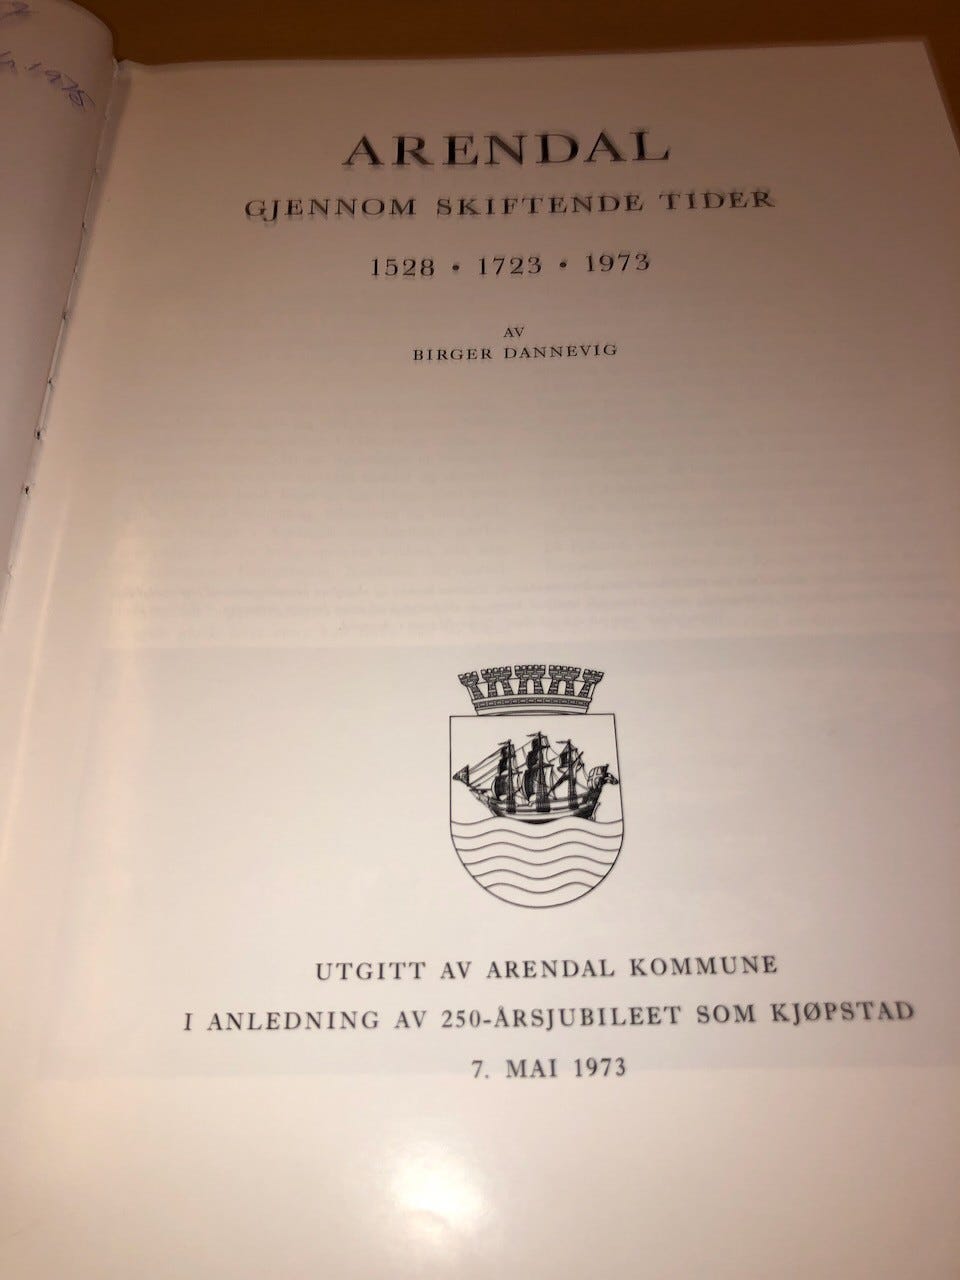 1975
ARENDAL
GJENNOM SKIFTENDE TIDER
1528 • 1723 • 1973
AV
BIRGER DANNEVIG
UTGITT AV ARENDAL KOMMUNE
I ANLEDNING AV 250-ÅRSJUBILEET SOM KJØPSTAD
7. MAI 1973